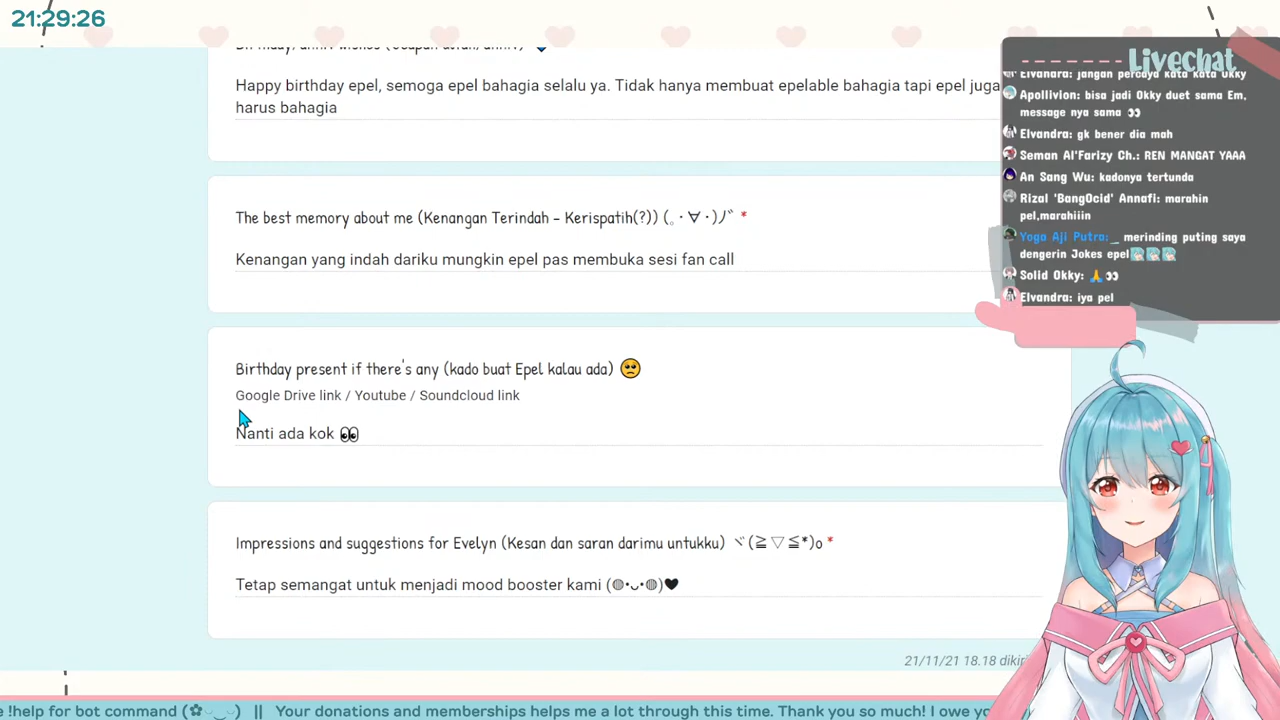 21:29:26
Happy birthday epel, semoga epel bahagia selalu ya. Tidak hanya membuat epelable bahagia tapi epel juga
harus bahagia
The best memory about me (Kenangan Terindah - Kerispatih(?)) (｡･∀･)ﾉﾞ *
Kenangan yang indah dariku mungkin epel pas membuka sesi fan call
Birthday present if there's any (kado buat Epel kalau ada) 🥺
Google Drive link / Youtube / Soundcloud link
Nanti ada kok 👀
Impressions and suggestions for Evelyn (Kesan dan saran darimu untukku) ヾ(≧▽≦*)o *
Tetap semangat untuk menjadi mood booster kami (◍•ᴗ•◍)❤
21/11/21 18.18
Livechat
Elvandra: jangan percaya kata kata Okky
Apollivion: bisa jadi Okky duet sama Em,
message nya sama 👀
Elvandra: gk bener dia mah
Seman Al'Farizy Ch.: REN MANGAT YAAA
An Sang Wu: kadonya tertunda
Rizal 'BangOcid' Annafi: marahin
pel,marahiiin
Yoga Aji Putra:_ merinding puting saya
dengerin Jokes epel
Solid Okky: 🙏👀
Elvandra: iya pel
!help for bot command (✿◡‿◡) || Your donations and memberships helps me a lot through this time. Thank you so much! I owe